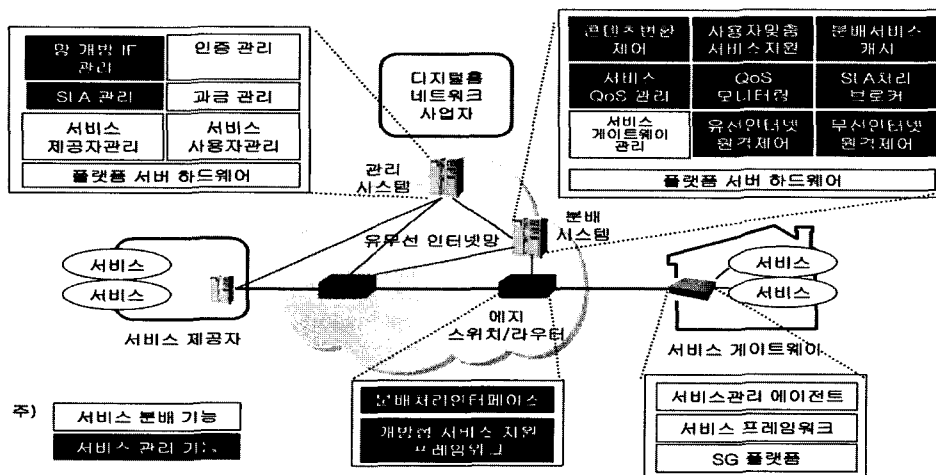 망 개방 IF
관리
인증 관리
SLA 관리
과금 관리
서비스
제공자관리
서비스
사용자관리
플랫폼 서버 하드웨어
디지털홈
네트워크
사업자
콘텐츠변환
제어
사용자맞춤
서비스지원
분배서비스
캐시
서비스
QoS 관리
QoS
모니터링
SLA처리
브로커
서비스
게이트웨이
관리
유선인터넷
원격제어
무선인터넷
원격제어
플랫폼 서버 하드웨어
관리
시스템
분배
시스템
유무선 인터넷망
서비스
서비스
서비스 제공자
에지
스위치/라우터
서비스
서비스
서비스 게이트웨이
분배처리인터페이스
개방형 서비스 지원
프레임워크
서비스관리 에이전트
서비스 프레임워크
SG 플랫폼
주)
서비스 분배 기능
서비스 관리 기능